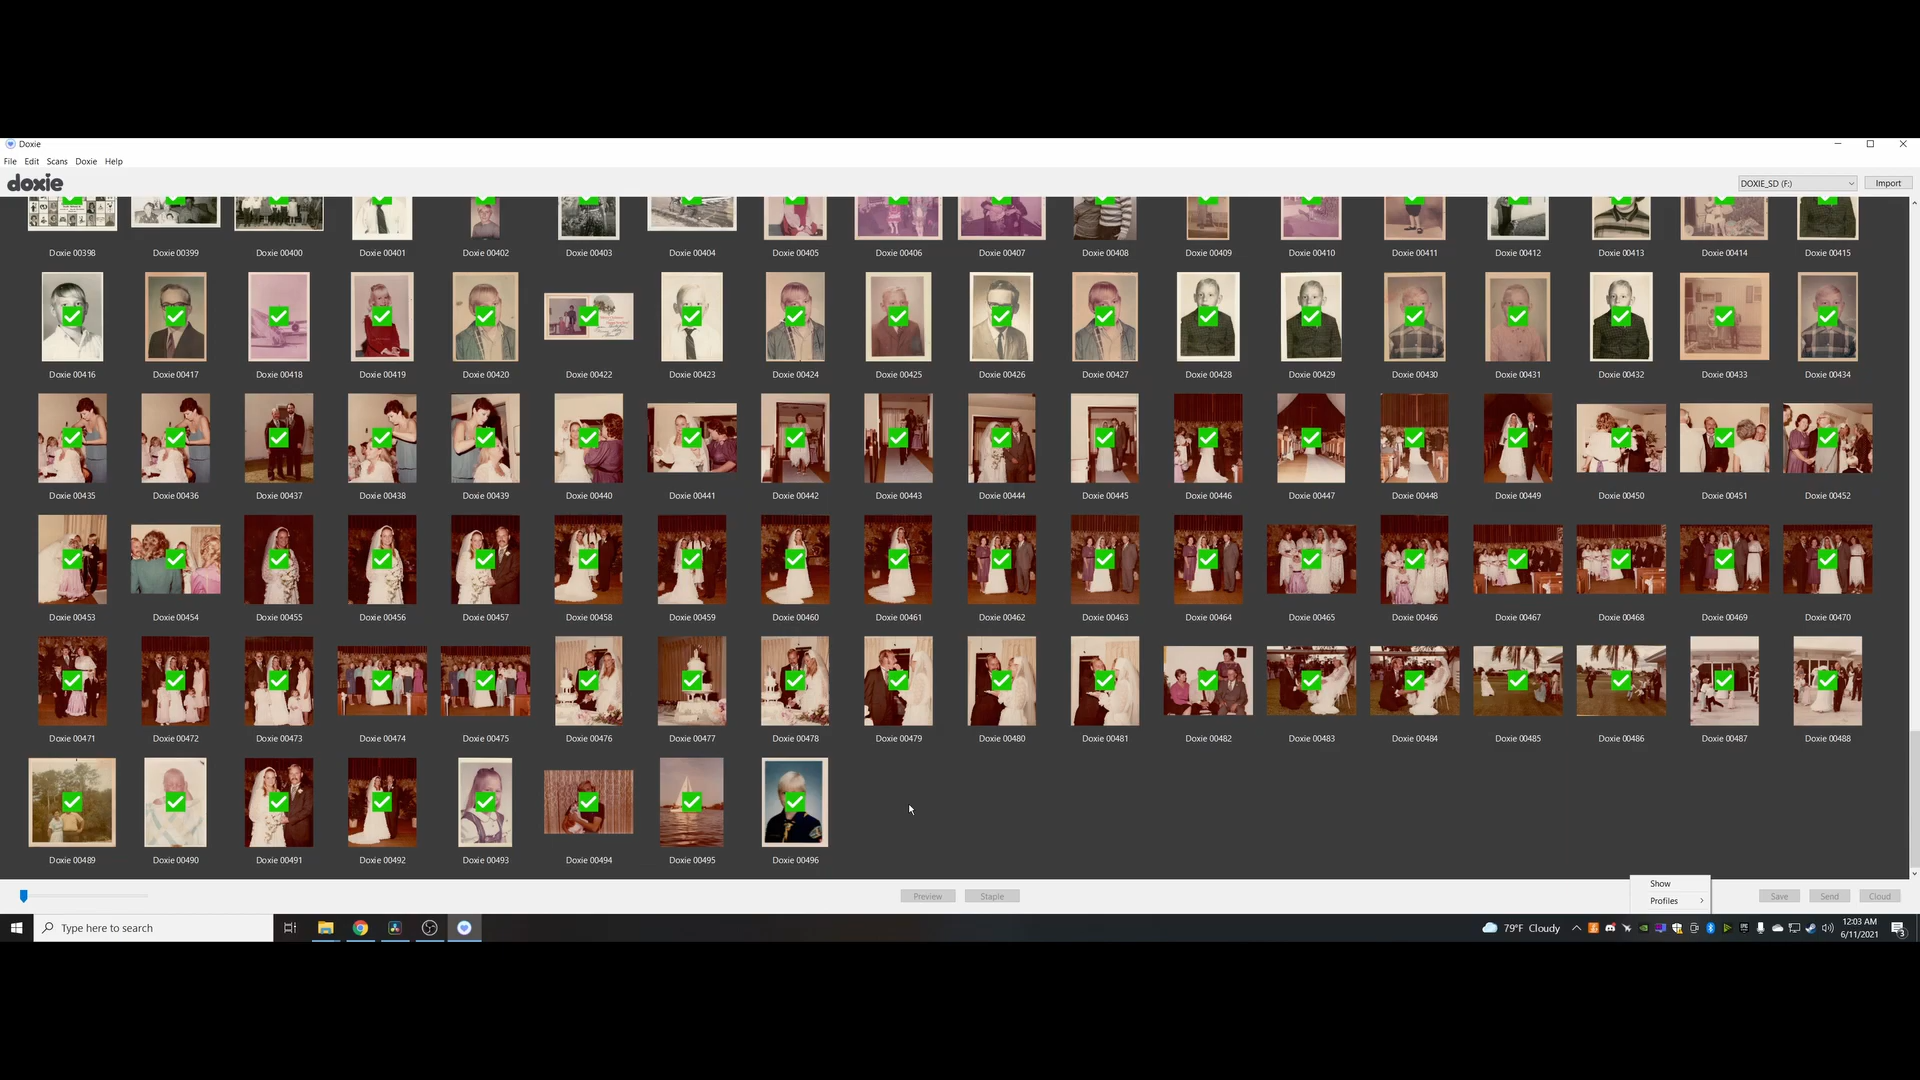 Doxie
File Edit Scans Doxie Help
doxie
DOXIE_SD (F:) Import
Doxie 00398 Doxie 00399 Doxie 00400 Doxie 00401 Doxie 00402 Doxie 00403 Doxie 00404 Doxie 00405 Doxie 00406 Doxie 00407 Doxie 00408 Doxie 00409 Doxie 00410 Doxie 00411 Doxie 00412 Doxie 00413 Doxie 00414 Doxie 00415
Doxie 00416 Doxie 00417 Doxie 00418 Doxie 00419 Doxie 00420 Doxie 00422 Doxie 00423 Doxie 00424 Doxie 00425 Doxie 00426 Doxie 00427 Doxie 00428 Doxie 00429 Doxie 00430 Doxie 00431 Doxie 00432 Doxie 00433 Doxie 00434
Doxie 00435 Doxie 00436 Doxie 00437 Doxie 00438 Doxie 00439 Doxie 00440 Doxie 00441 Doxie 00442 Doxie 00443 Doxie 00444 Doxie 00445 Doxie 00446 Doxie 00447 Doxie 00448 Doxie 00449 Doxie 00450 Doxie 00451 Doxie 00452
Doxie 00453 Doxie 00454 Doxie 00455 Doxie 00456 Doxie 00457 Doxie 00458 Doxie 00459 Doxie 00460 Doxie 00461 Doxie 00462 Doxie 00463 Doxie 00464 Doxie 00465 Doxie 00466 Doxie 00467 Doxie 00468 Doxie 00469 Doxie 00470
Doxie 00471 Doxie 00472 Doxie 00473 Doxie 00474 Doxie 00475 Doxie 00476 Doxie 00477 Doxie 00478 Doxie 00479 Doxie 00480 Doxie 00481 Doxie 00482 Doxie 00483 Doxie 00484 Doxie 00485 Doxie 00486 Doxie 00487 Doxie 00488
Doxie 00489 Doxie 00490 Doxie 00491 Doxie 00492 Doxie 00493 Doxie 00494 Doxie 00495 Doxie 00496
Show
Preview Staple Profiles Save Send Cloud
Type here to search 79°F Cloudy 12:03 AM
6/11/2021 3